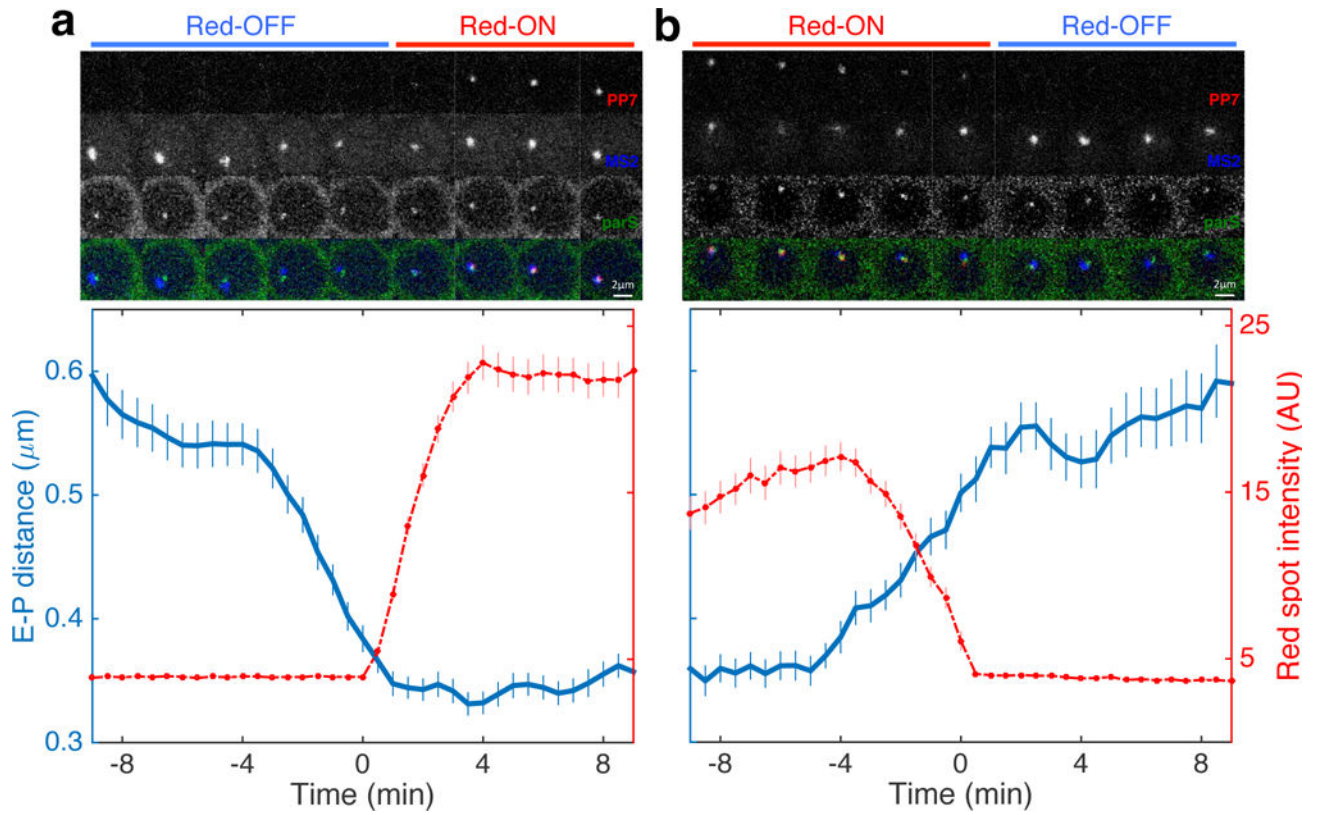 a
Red-OFF
Red-ON
PP7
MS2
parS
2μm
0.6
0.5
0.4
0.3
E-P distance (μm)
-8
-4
0
4
8
Time (min)
b
Red-ON
Red-OFF
PP7
MS2
parS
2μm
25
15
5
Red spot intensity (AU)
-8
-4
0
4
8
Time (min)